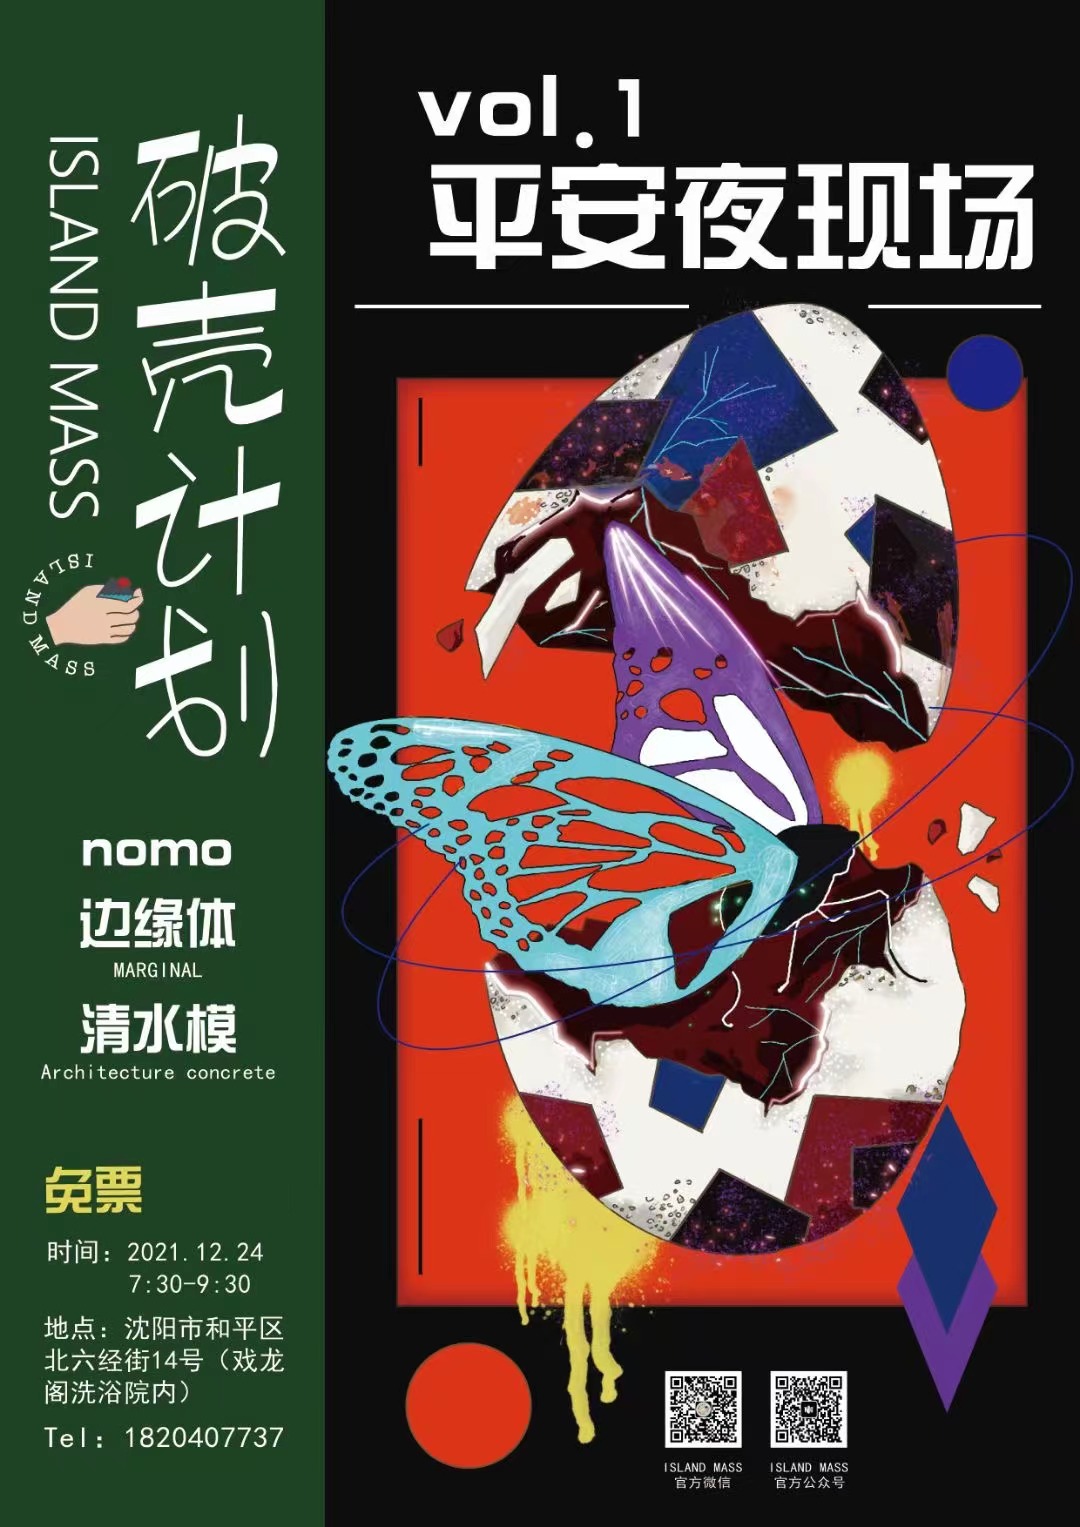 破壳计划
ISLAND MASS
ISLAND MASS
vol.1
平安夜现场
nomo
边缘体
MARGINAL
清水模
Architecture concrete
免票
时间：2021.12.24
7:30-9:30
地点：沈阳市和平区
北六经街14号（戏龙
阁洗浴院内）
Tel：1820407737
ISLAND MASS
官方微信
ISLAND MASS
官方公众号